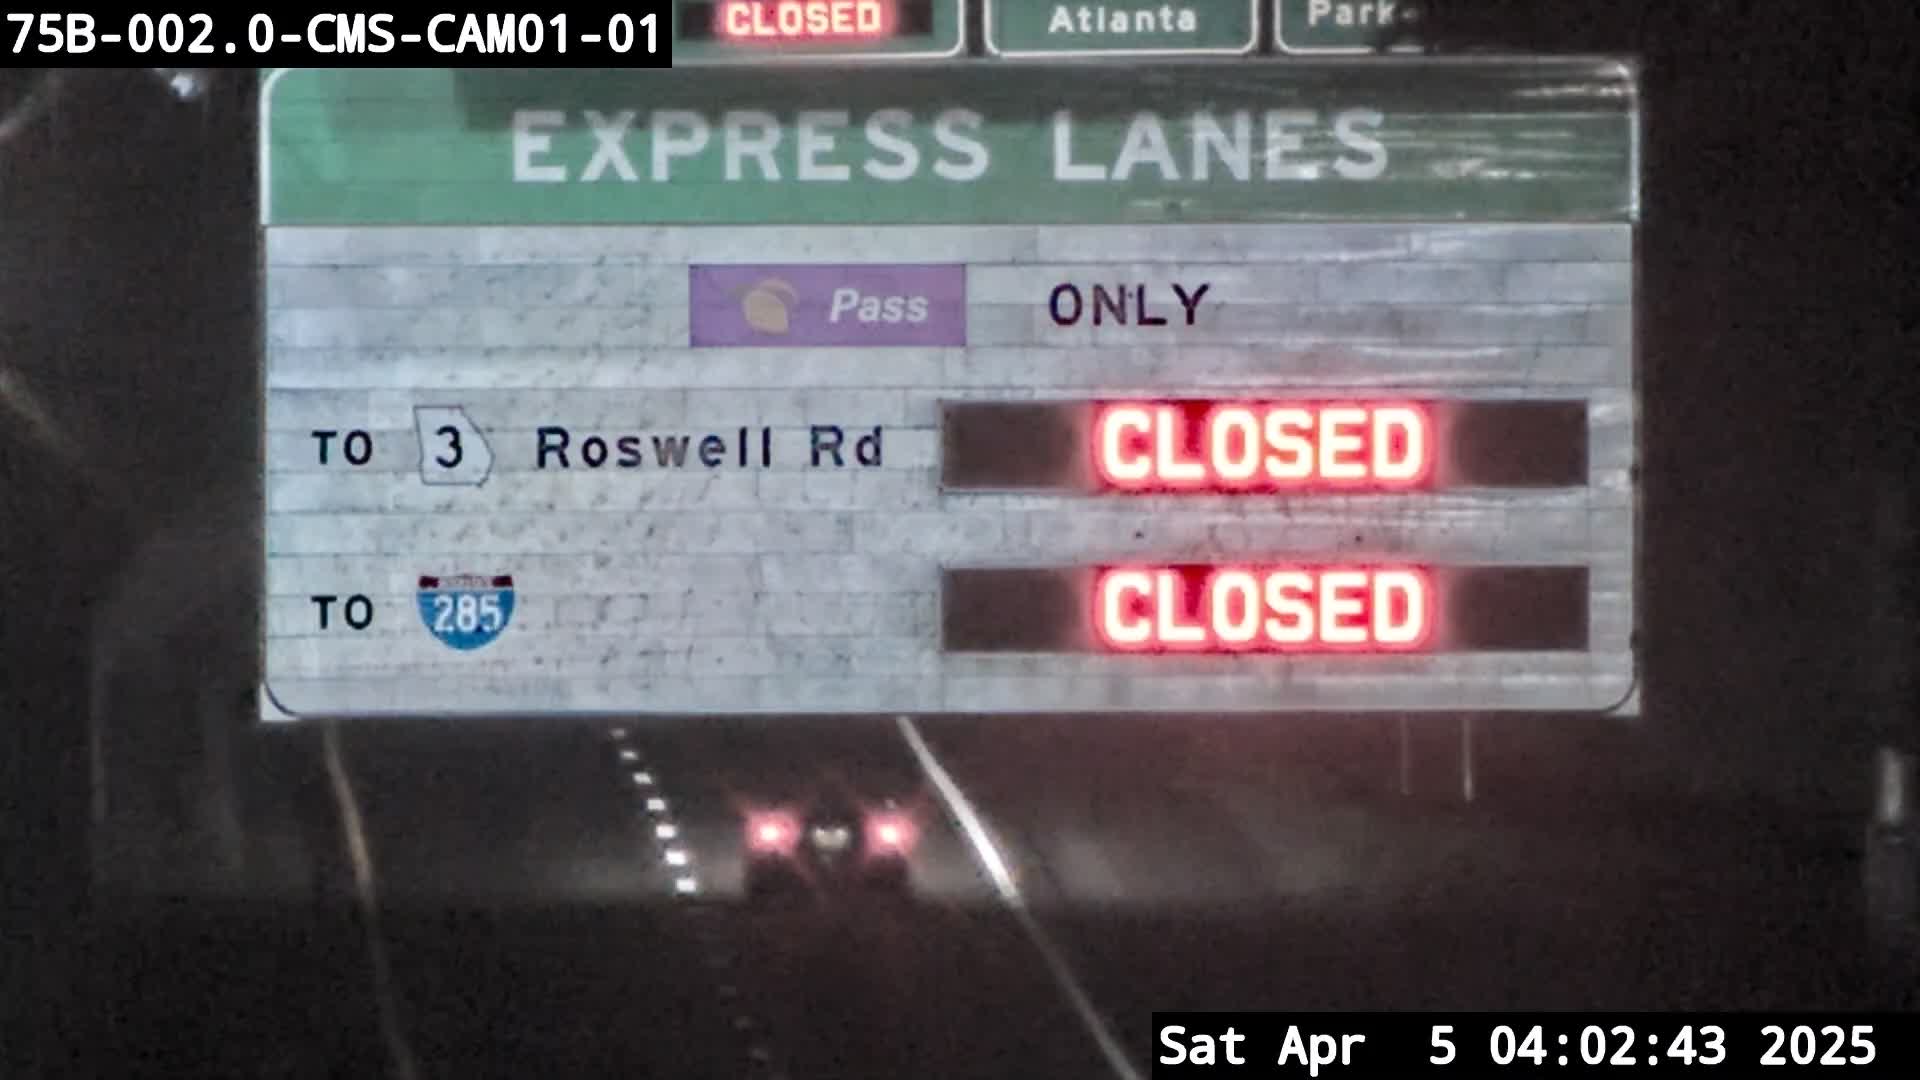 75B-002.0-CMS-CAM01-01
CLOSED
Atlanta
Park-
EXPRESS LANES
Pass ONLY
TO 3 Roswell Rd CLOSED
TO 285 CLOSED
Sat Apr 5 04:02:43 2025